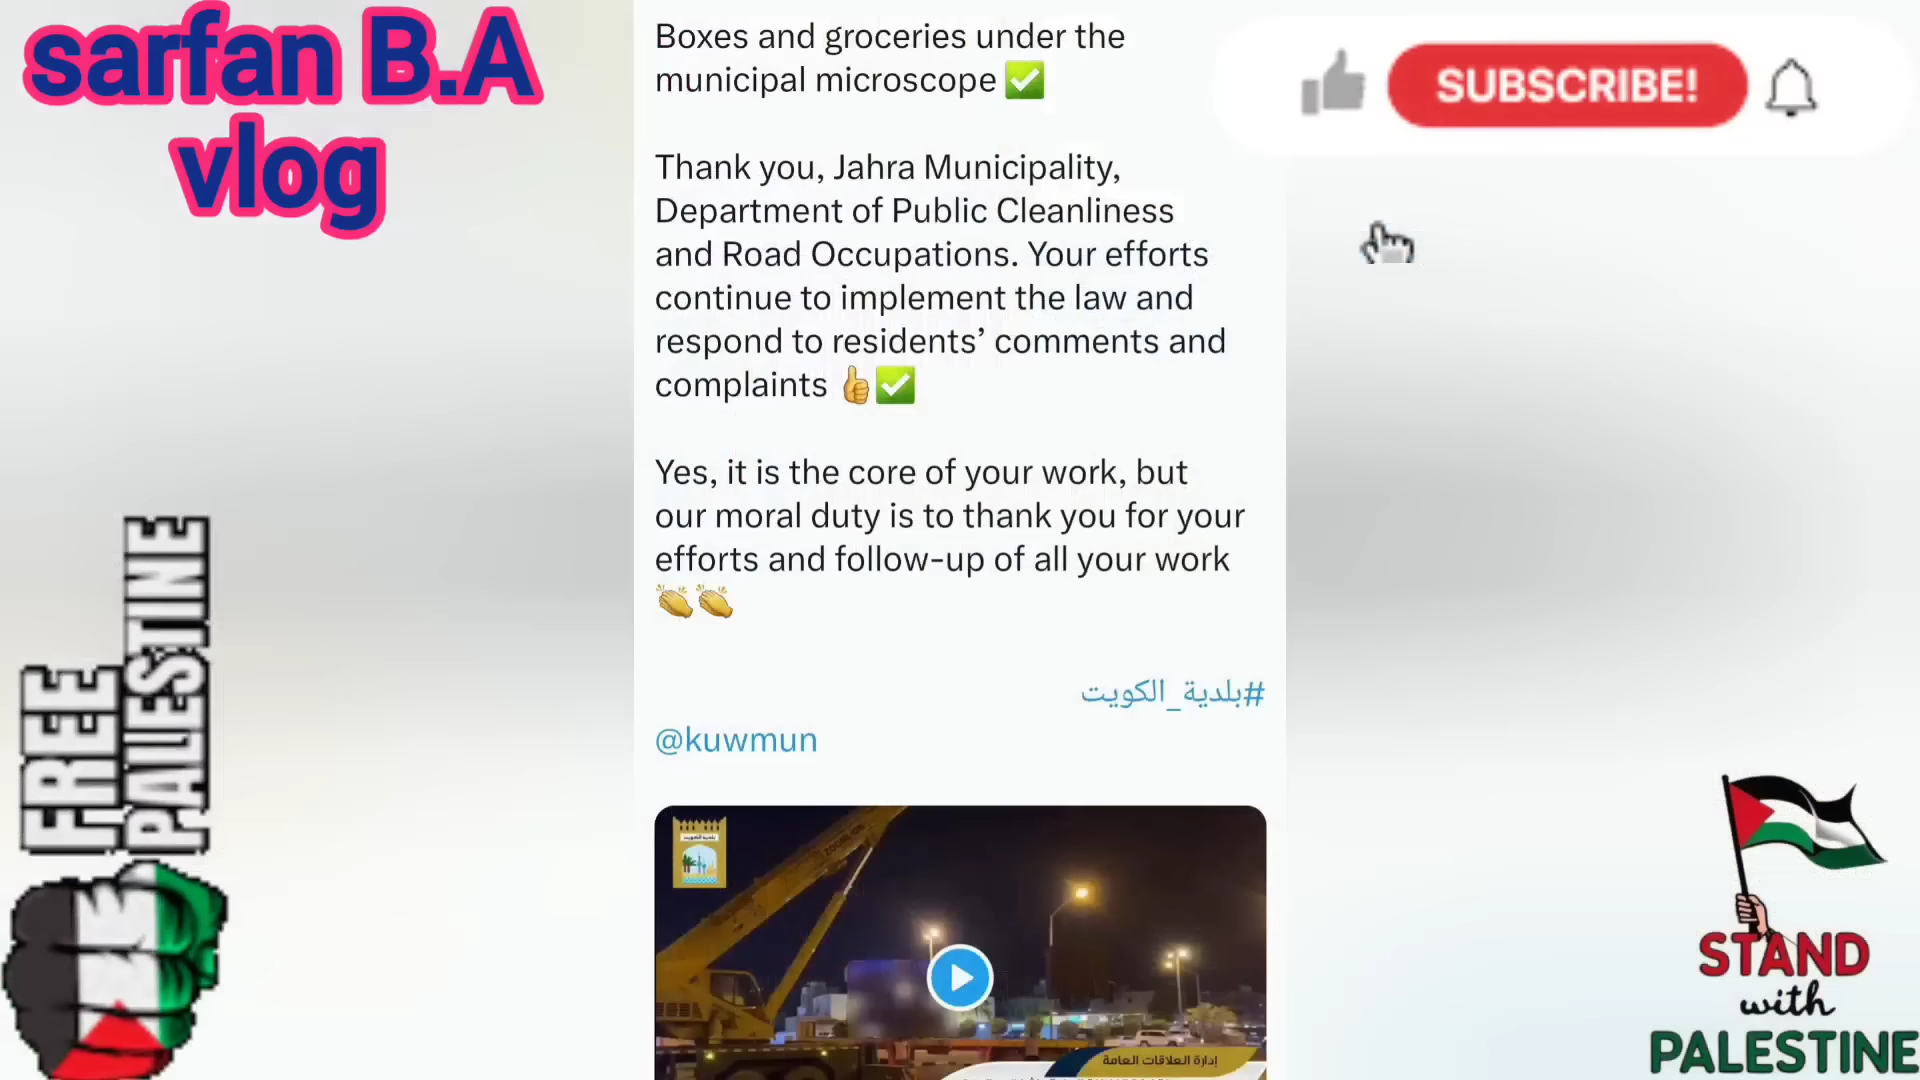 sarfan B.A
vlog
Boxes and groceries under the
municipal microscope ✅
SUBSCRIBE!
Thank you, Jahra Municipality,
Department of Public Cleanliness
and Road Occupations. Your efforts
continue to implement the law and
respond to residents’ comments and
complaints 👍✅
Yes, it is the core of your work, but
our moral duty is to thank you for your
efforts and follow-up of all your work
👏👏
#بلدية_الكويت
@kuwmun
FREE
PALESTINE
بلدية الكويت
إدارة العلاقات العامة
STAND
with
PALESTINE